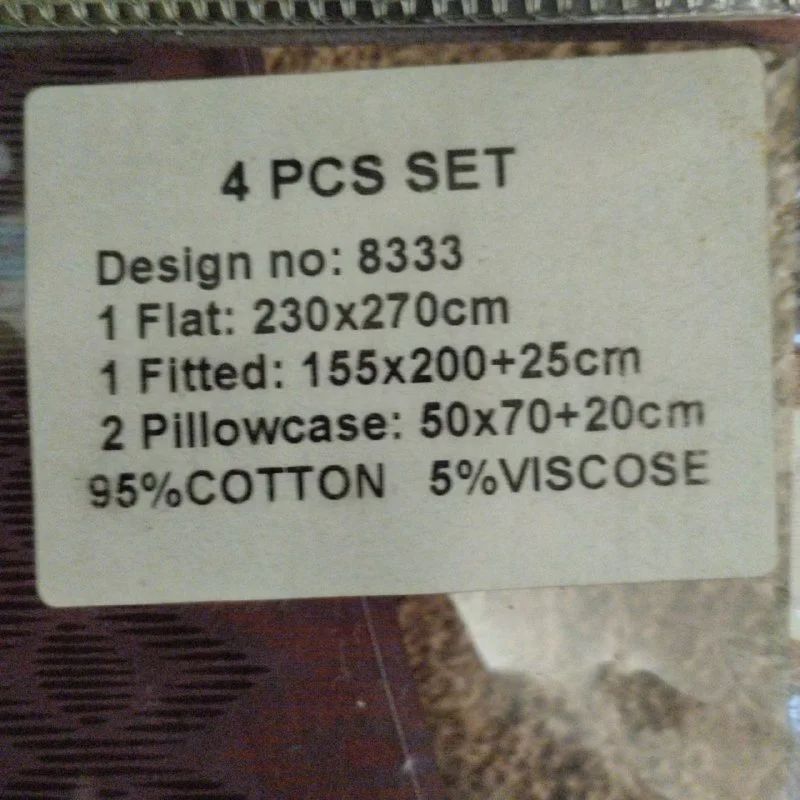 4 PCS SET
Design no: 8333
1 Flat: 230x270cm
1 Fitted: 155x200+25cm
2 Pillowcase: 50x70+20cm
95%COTTON 5%VISCOSE